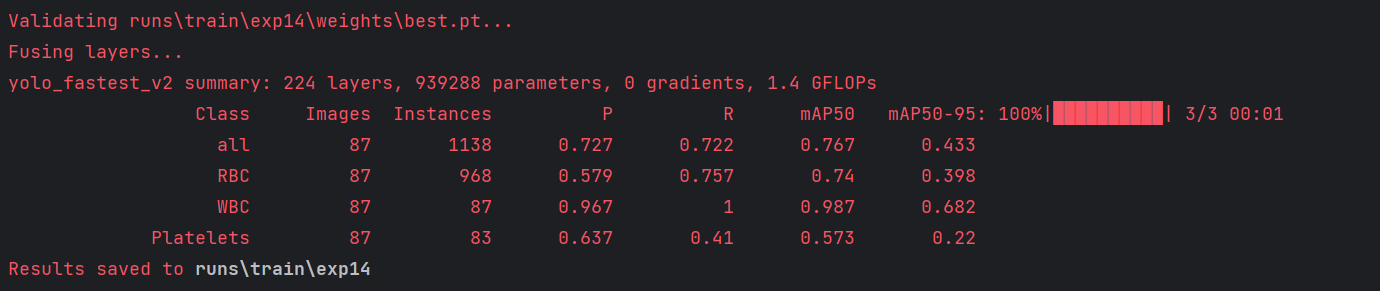 Validating runs\train\exp14\weights\best.pt...
Fusing layers...
yolo_fastest_v2 summary: 224 layers, 939288 parameters, 0 gradients, 1.4 GFLOPs
Class Images Instances P R mAP50 mAP50-95: 100%|██████████| 3/3 00:01
all 87 1138 0.727 0.722 0.767 0.433
RBC 87 968 0.579 0.757 0.74 0.398
WBC 87 87 0.967 1 0.987 0.682
Platelets 87 83 0.637 0.41 0.573 0.22
Results saved to runs\train\exp14